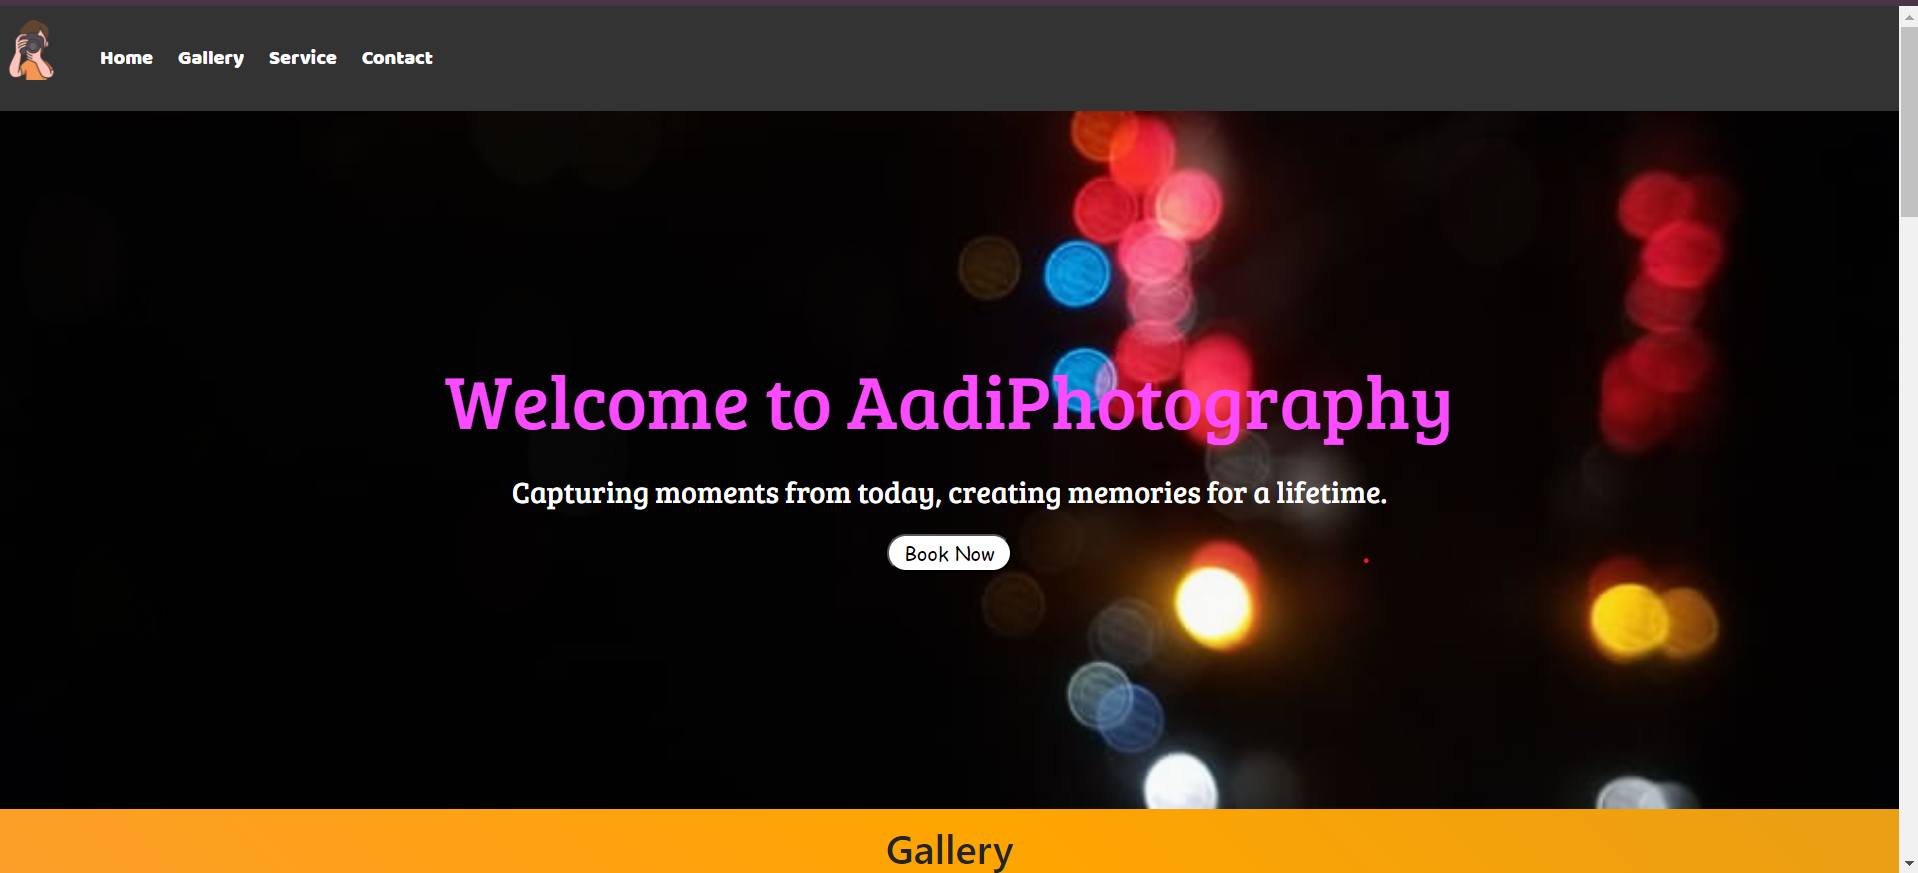 Home Gallery Service Contact
Welcome to AadiPhotography
Capturing moments from today, creating memories for a lifetime.
Book Now
Gallery